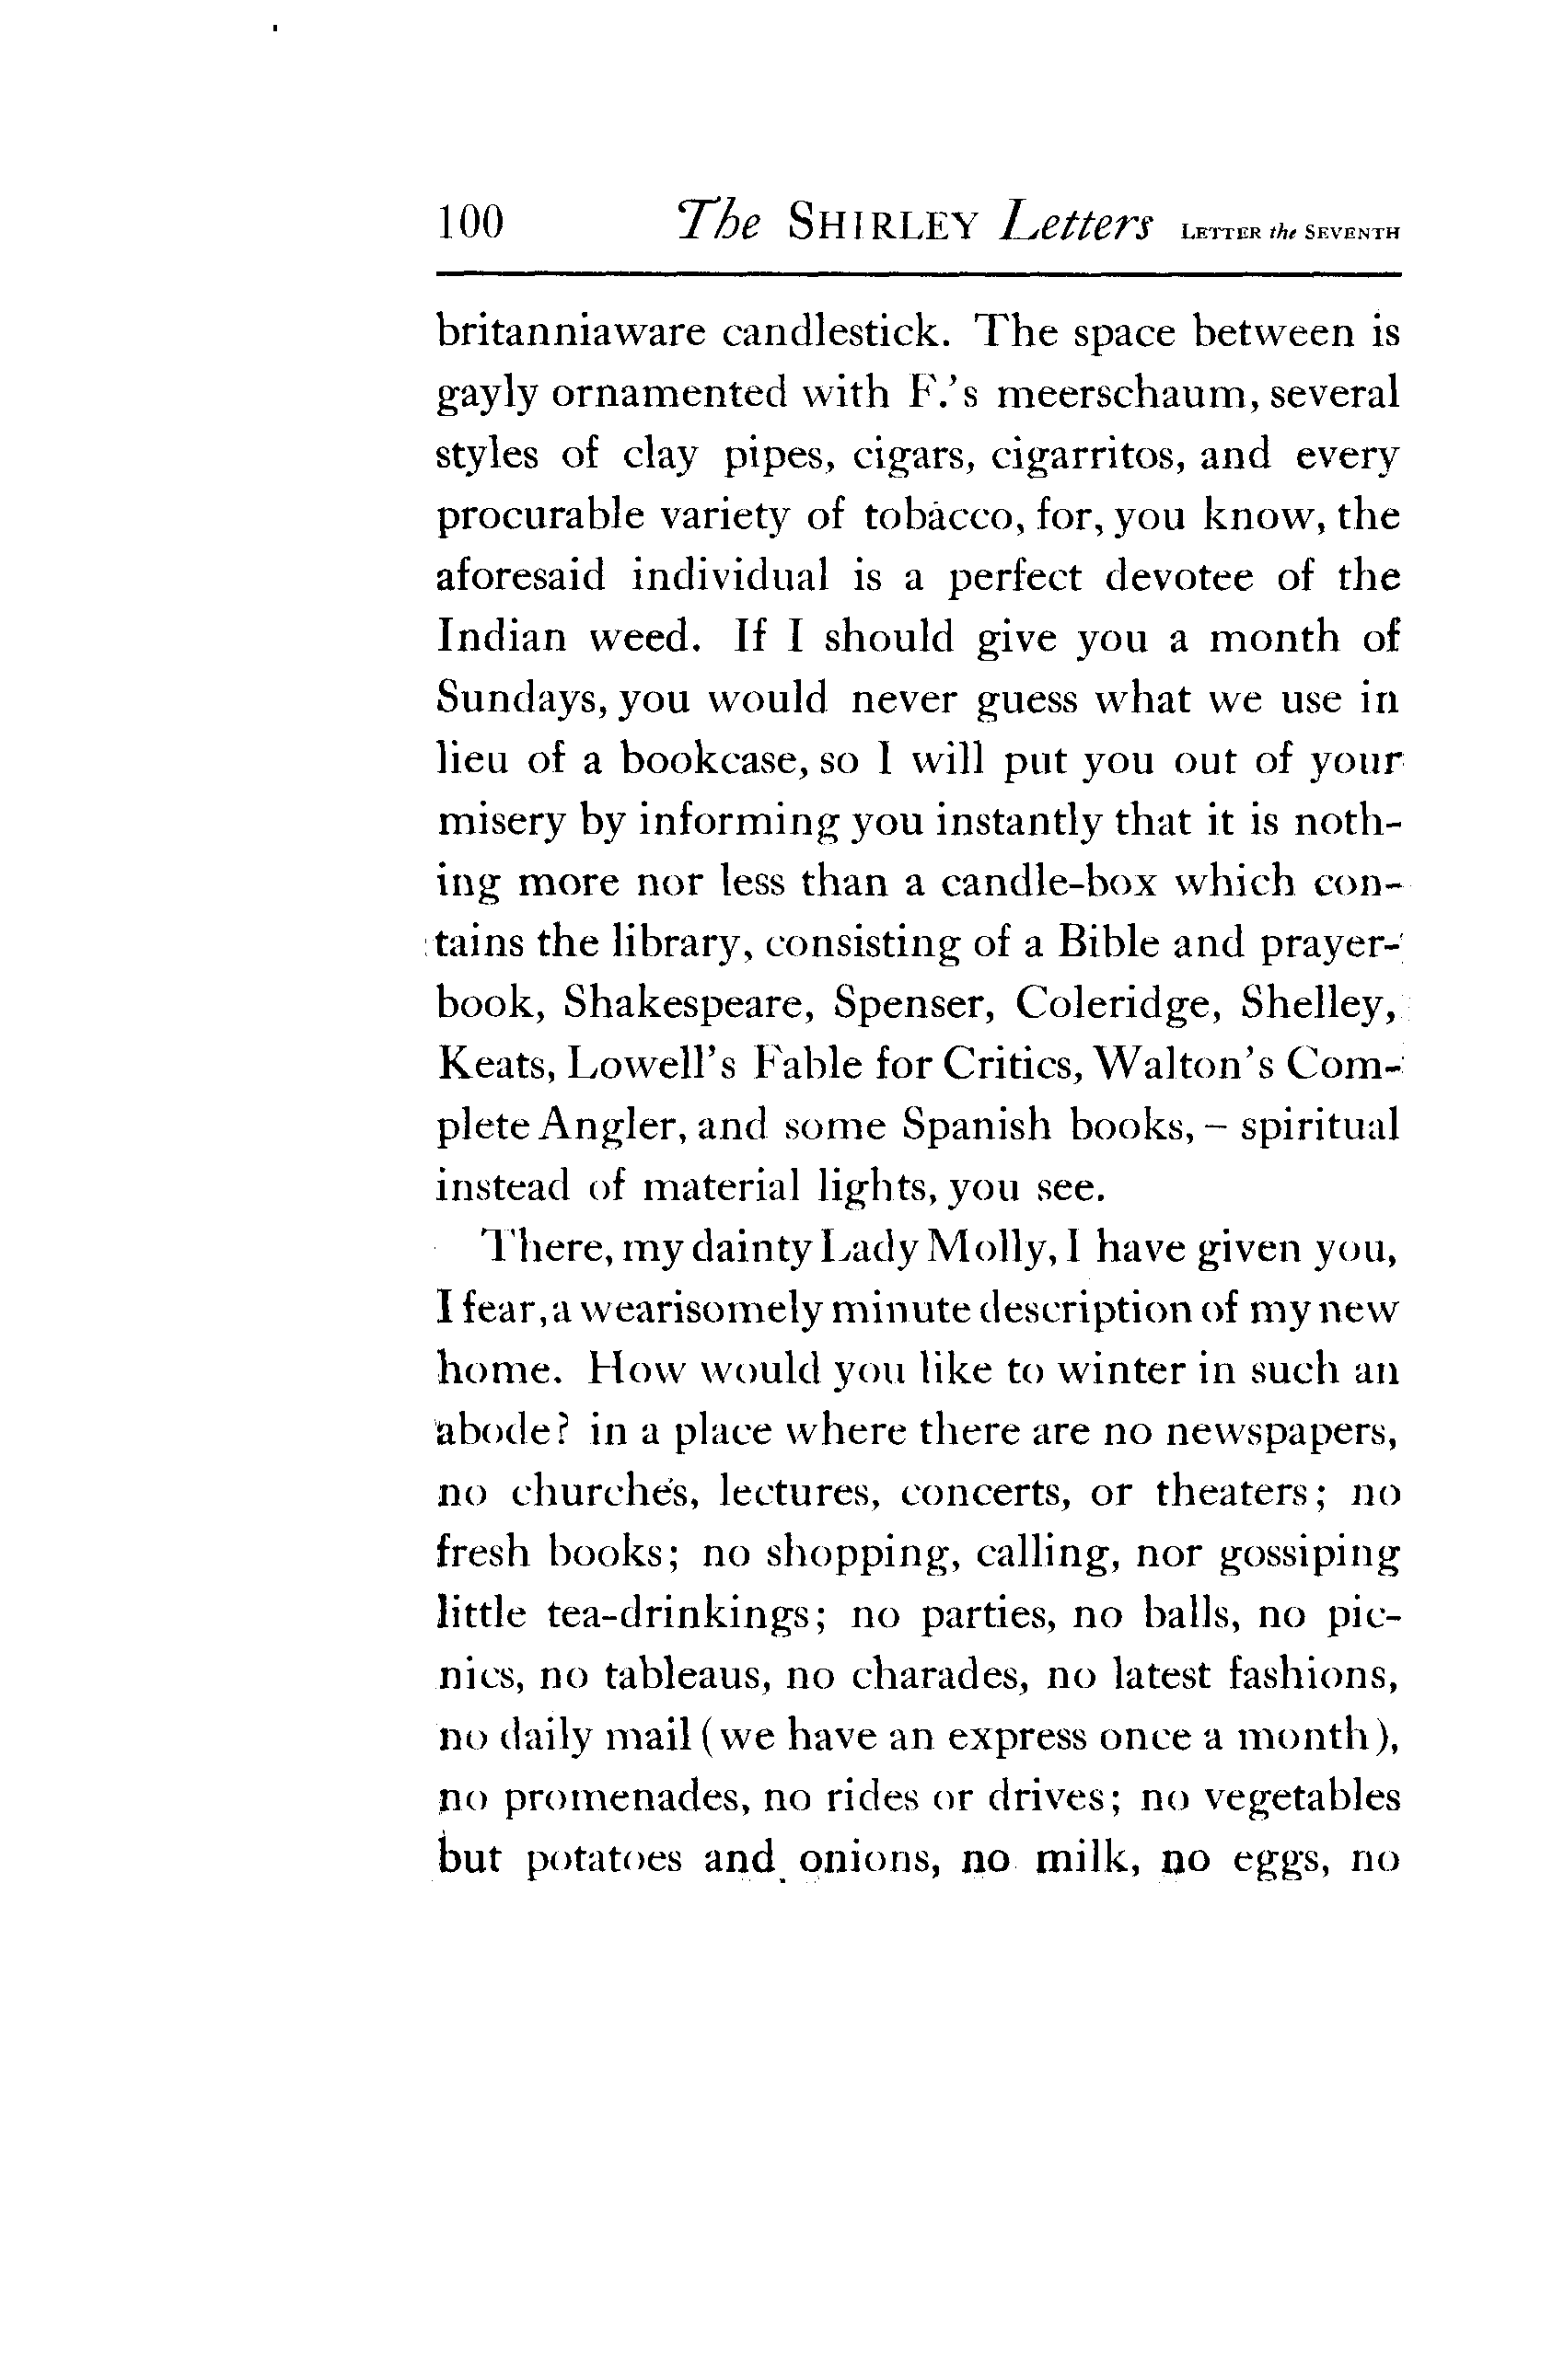 100 The SHIRLEY Letters LETTER the SEVENTH
britanniaware candlestick. The space between is
gayly ornamented with F.'s meerschaum, several
styles of clay pipes, cigars, cigarritos, and every
procurable variety of tobacco, for, you know, the
aforesaid individual is a perfect devotee of the
Indian weed. If I should give you a month of
Sundays, you would never guess what we use in
lieu of a bookcase, so I will put you out of your
misery by informing you instantly that it is noth-
ing more nor less than a candle-box which con-
tains the library, consisting of a Bible and prayer-
book, Shakespeare, Spenser, Coleridge, Shelley,
Keats, Lowell's Fable for Critics, Walton's Com-
plete Angler, and some Spanish books, – spiritual
instead of material lights, you see.
There, my dainty Lady Molly, I have given you,
I fear, a wearisomely minute description of my new
home. How would you like to winter in such an
abode? in a place where there are no newspapers,
no churches, lectures, concerts, or theaters; no
fresh books; no shopping, calling, nor gossiping
little tea-drinkings; no parties, no balls, no pic-
nics, no tableaus, no charades, no latest fashions,
no daily mail (we have an express once a month),
no promenades, no rides or drives; no vegetables
but potatoes and onions, no milk, no eggs, no